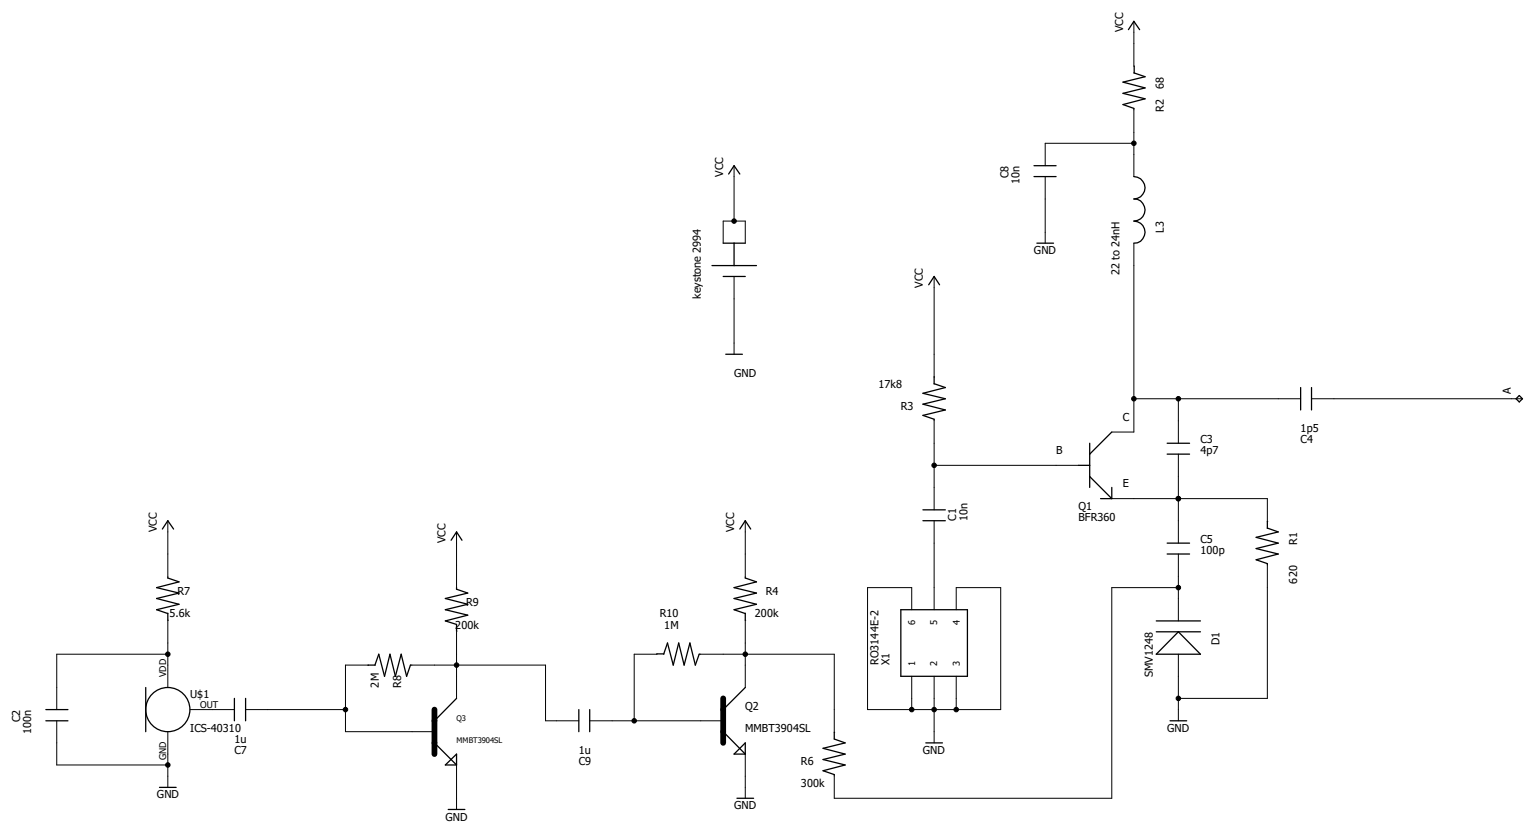 VCC
68
R2
C8
10n
GND
22 to 24nH
L3
VCC
keystone 2994
GND
VCC
17k8
R3
B
C
E
Q1
BFR360
C3
4p7
1p5
C4
A
C1
10n
C5
100p
R1
620
RO3144E-2
X1
6
5
4
1
2
3
GND
SMV1248
D1
GND
VCC
R7
5.6k
VDD
U$1
OUT
ICS-40310
GND
C2
100n
GND
1u
C7
VCC
R9
200k
2M
R8
Q3
MMBT3904SL
GND
1u
C9
VCC
R4
200k
R10
1M
Q2
MMBT3904SL
GND
R6
300k